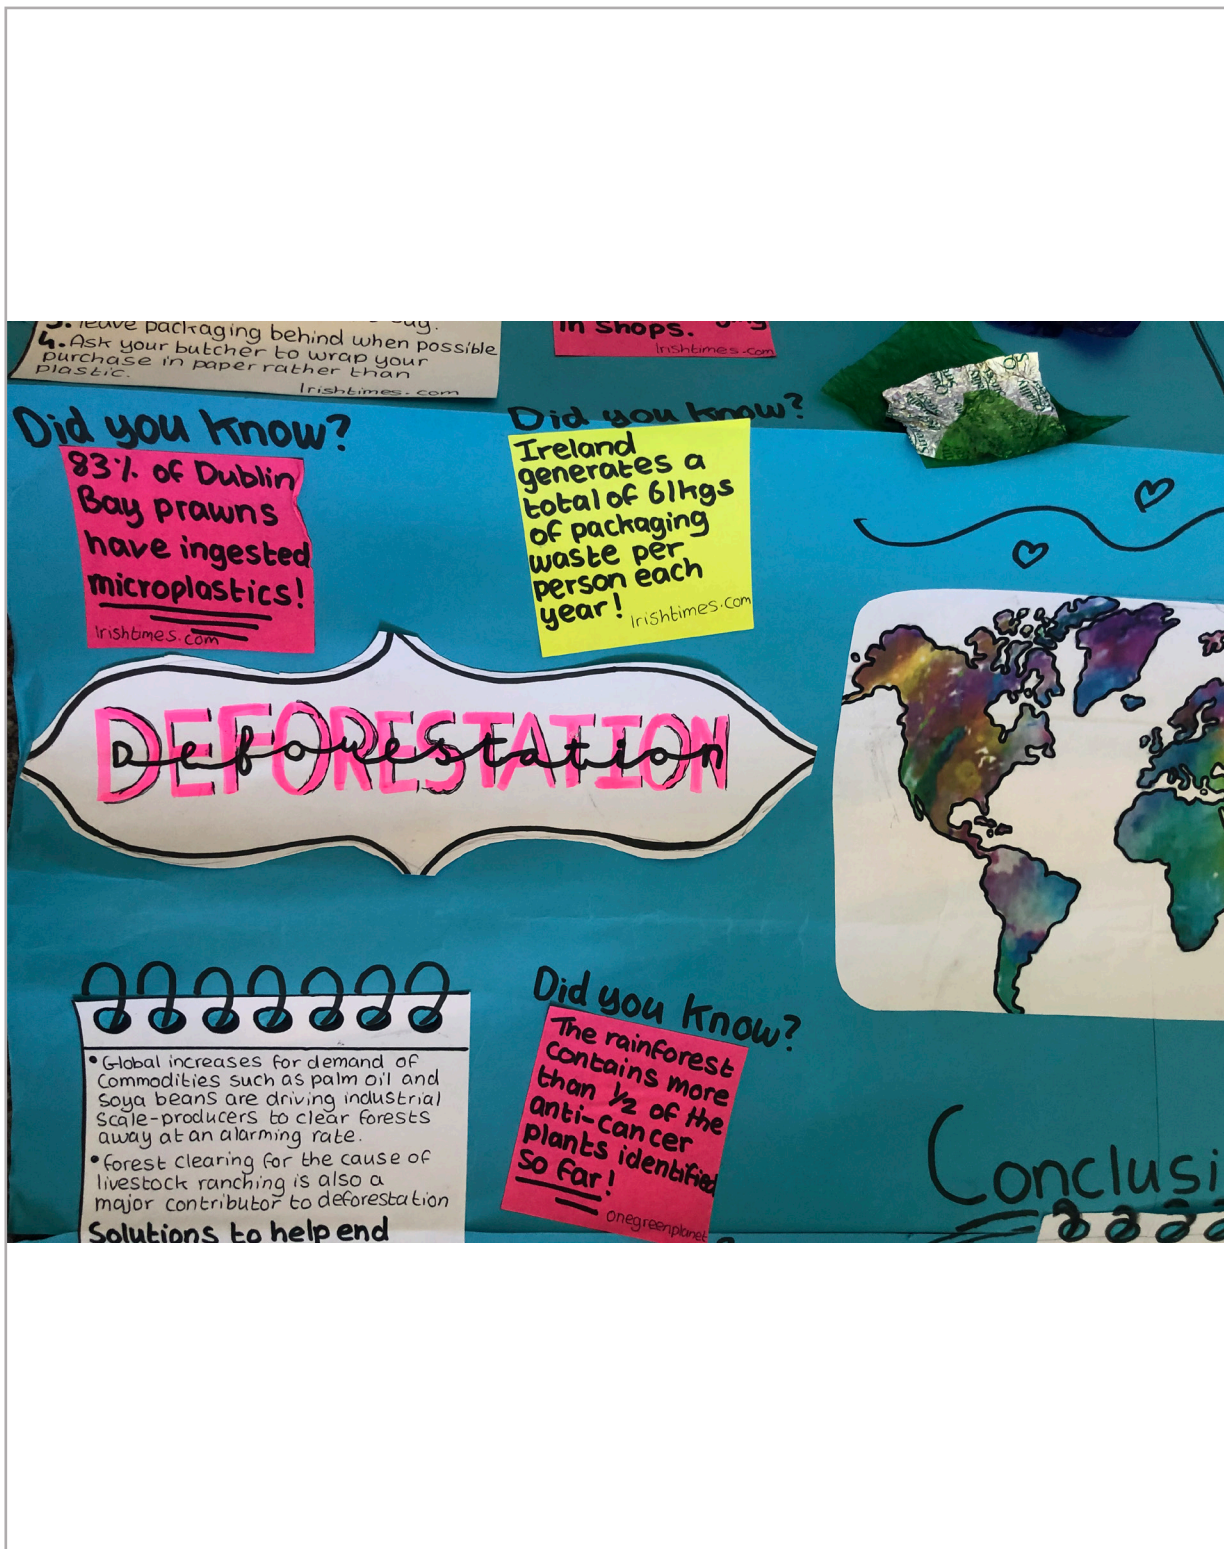 leave packaging behind when possible
4. Ask your butcher to wrap your
purchase in paper rather than
plastic.
Irishtimes.com
in shops.
Irishtimes.com
Did you know?
83% of Dublin
Bay prawns
have ingested
microplastics!
Irishtimes.com
Did you know?
Ireland
generates a
total of 61kgs
of packaging
waste per
person each
year!
Irishtimes.com
DEFORESTATION
Deforestation
• Global increases for demand of
Commodities such as palm oil and
Soya beans are driving industrial
Scale-producers to clear forests
away at an alarming rate.
• Forest clearing for the cause of
livestock ranching is also a
major contributor to deforestation
Solutions to help end
Did you know?
The rainforest
contains more
than 1/2 of the
anti-cancer
plants identified
so far!
onegreenplanet
Conclusi